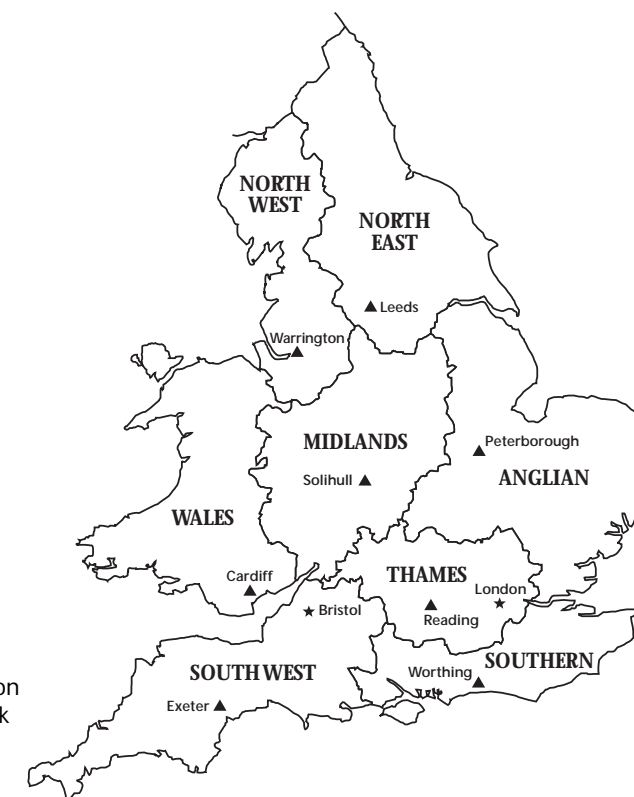 NORTH
WEST
NORTH
EAST
Leeds
Warrington
MIDLANDS
Peterborough
Solihull
ANGLIAN
WALES
Cardiff
THAMES
London
Bristol
Reading
SOUTH WEST
SOUTHERN
Worthing
Exeter
on
k